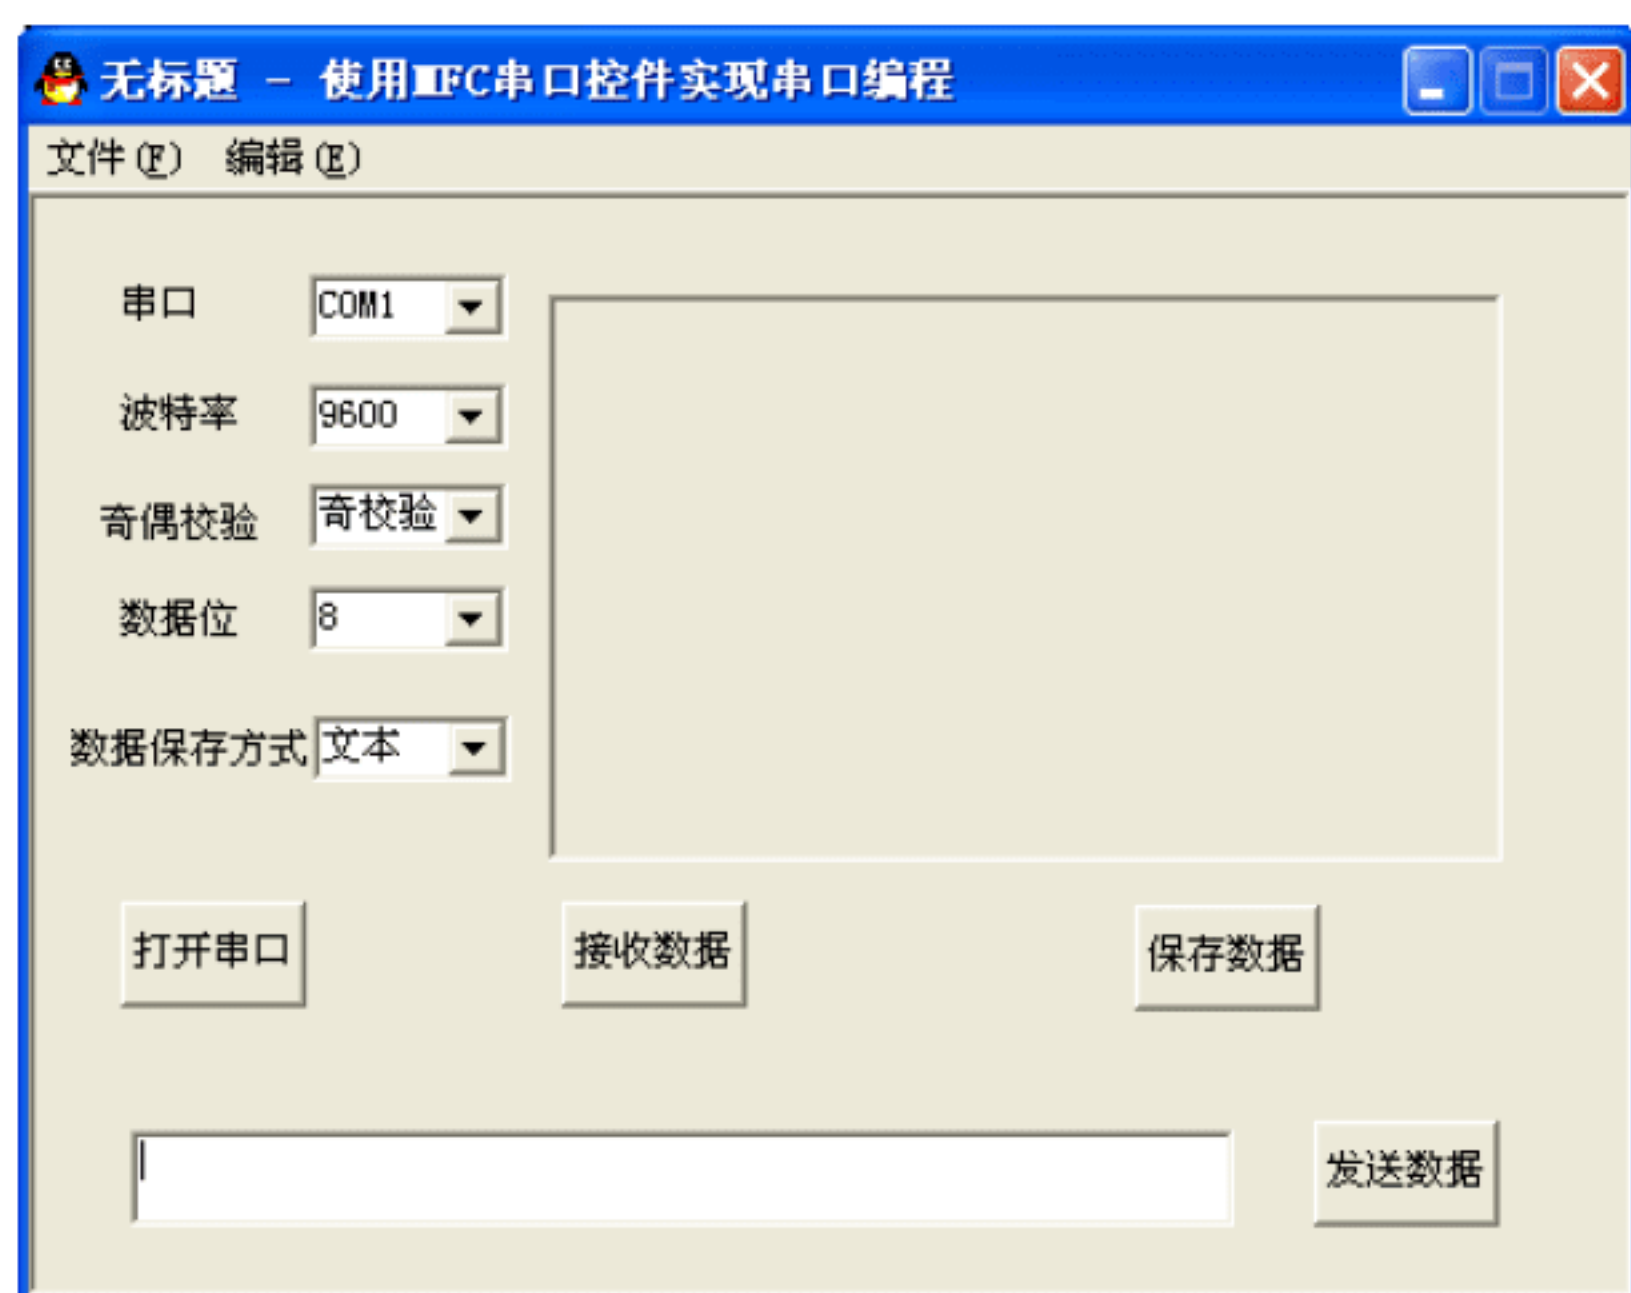 无标题 - 使用MFC串口控件实现串口编程
文件(F) 编辑(E)
串口 COM1
波特率 9600
奇偶校验 奇校验
数据位 8
数据保存方式 文本
打开串口 接收数据 保存数据
发送数据